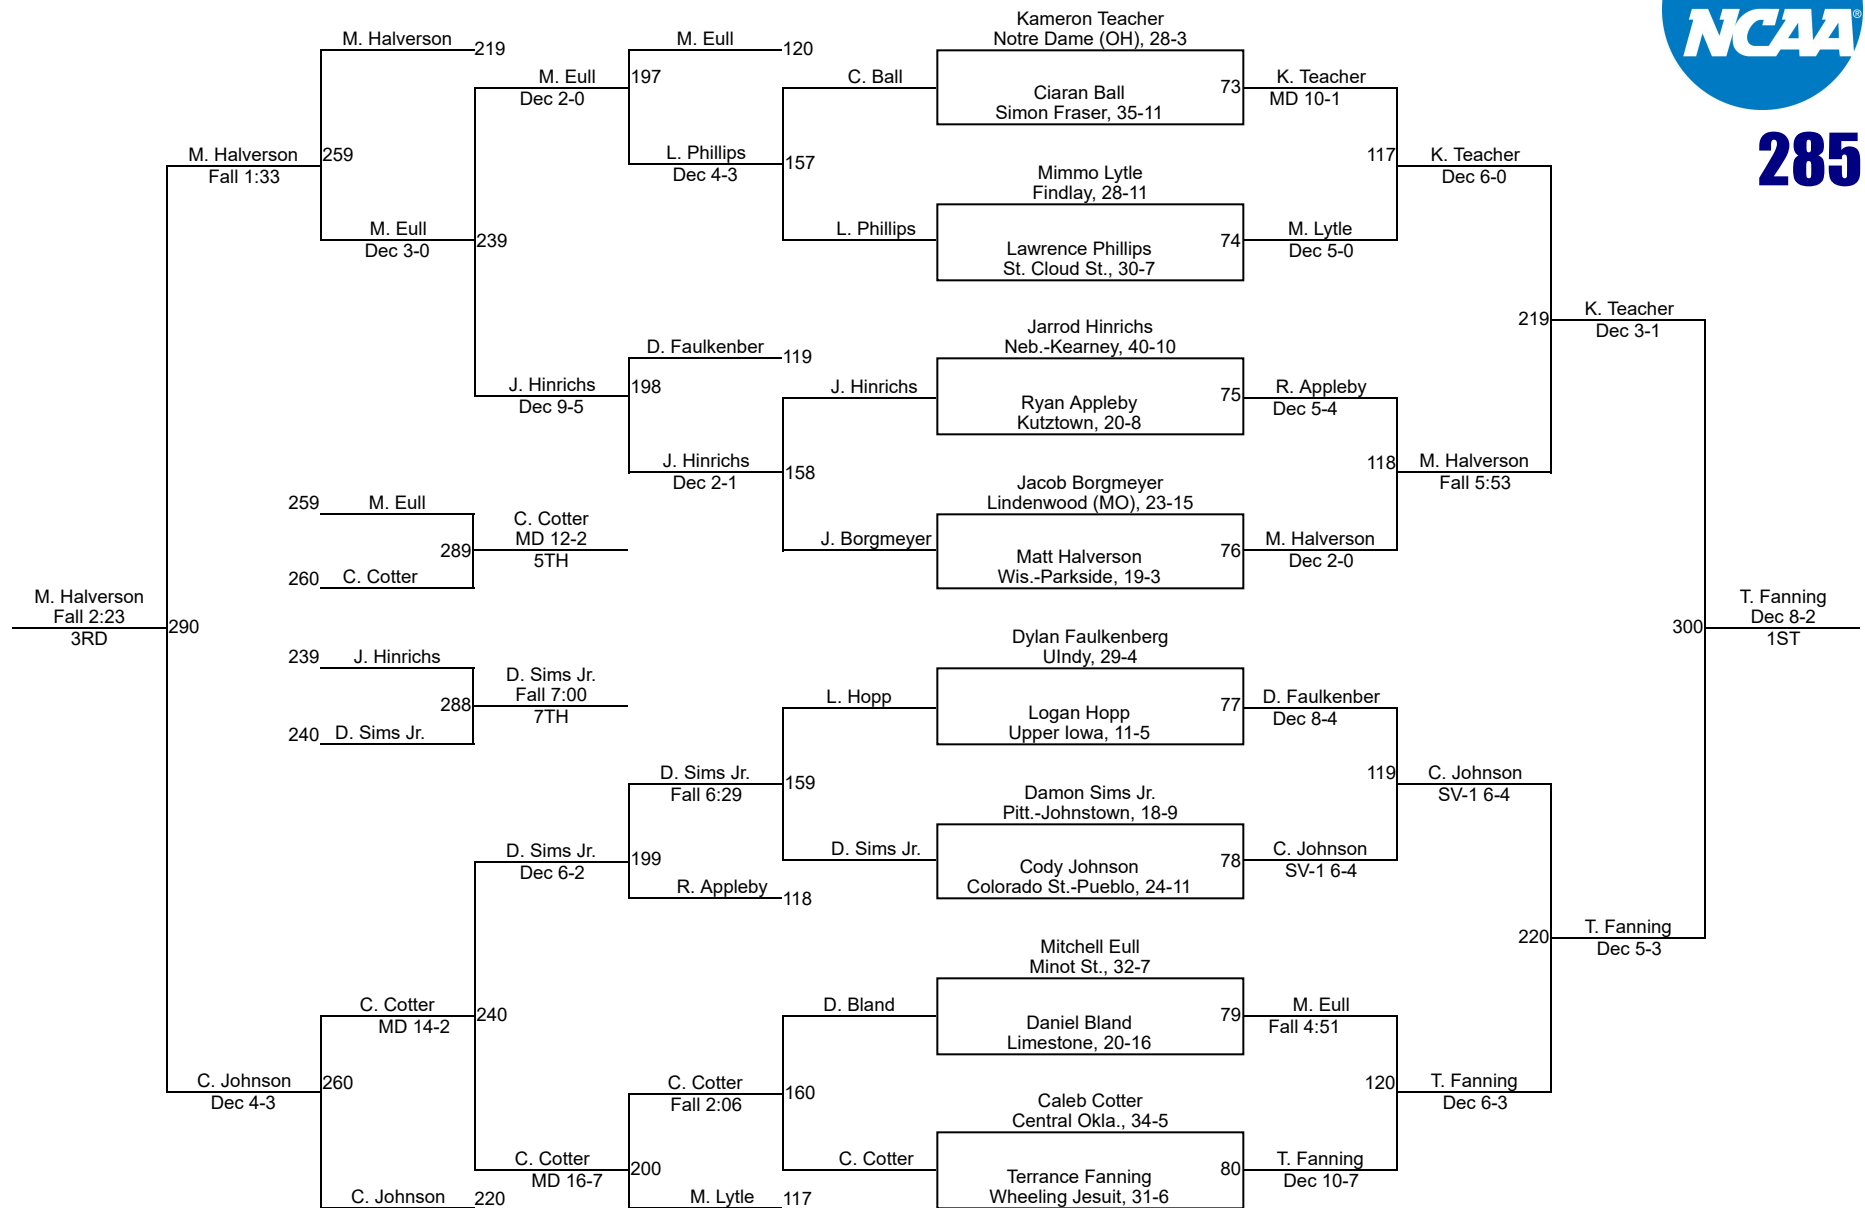 NCAA®
285
M. Halverson
219
M. Eull
120
Kameron Teacher
Notre Dame (OH), 28-3
M. Eull
Dec 2-0
197
C. Ball
Ciaran Ball
Simon Fraser, 35-11
73
K. Teacher
MD 10-1
M. Halverson
Fall 1:33
259
L. Phillips
Dec 4-3
157
117
K. Teacher
Dec 6-0
Mimmo Lytle
Findlay, 28-11
M. Eull
Dec 3-0
239
L. Phillips
Lawrence Phillips
St. Cloud St., 30-7
74
M. Lytle
Dec 5-0
219
K. Teacher
Dec 3-1
Jarrod Hinrichs
Neb.-Kearney, 40-10
D. Faulkenber
119
J. Hinrichs
Dec 9-5
198
J. Hinrichs
Ryan Appleby
Kutztown, 20-8
75
R. Appleby
Dec 5-4
J. Hinrichs
Dec 2-1
158
118
M. Halverson
Fall 5:53
Jacob Borgmeyer
Lindenwood (MO), 23-15
259
M. Eull
C. Cotter
MD 12-2
5TH
289
260
C. Cotter
J. Borgmeyer
Matt Halverson
Wis.-Parkside, 19-3
76
M. Halverson
Dec 2-0
M. Halverson
Fall 2:23
3RD
290
300
T. Fanning
Dec 8-2
1ST
239
J. Hinrichs
D. Sims Jr.
Fall 7:00
7TH
288
240
D. Sims Jr.
Dylan Faulkenberg
UIndy, 29-4
L. Hopp
Logan Hopp
Upper Iowa, 11-5
77
D. Faulkenber
Dec 8-4
D. Sims Jr.
Fall 6:29
159
119
C. Johnson
SV-1 6-4
Damon Sims Jr.
Pitt.-Johnstown, 18-9
D. Sims Jr.
Dec 6-2
199
D. Sims Jr.
Cody Johnson
Colorado St.-Pueblo, 24-11
78
C. Johnson
SV-1 6-4
R. Appleby
118
220
T. Fanning
Dec 5-3
Mitchell Eull
Minot St., 32-7
C. Cotter
MD 14-2
240
D. Bland
Daniel Bland
Limestone, 20-16
79
M. Eull
Fall 4:51
C. Johnson
Dec 4-3
260
C. Cotter
Fall 2:06
160
120
T. Fanning
Dec 6-3
Caleb Cotter
Central Okla., 34-5
C. Cotter
MD 16-7
200
C. Cotter
Terrance Fanning
Wheeling Jesuit, 31-6
80
T. Fanning
Dec 10-7
C. Johnson
220
M. Lytle
117